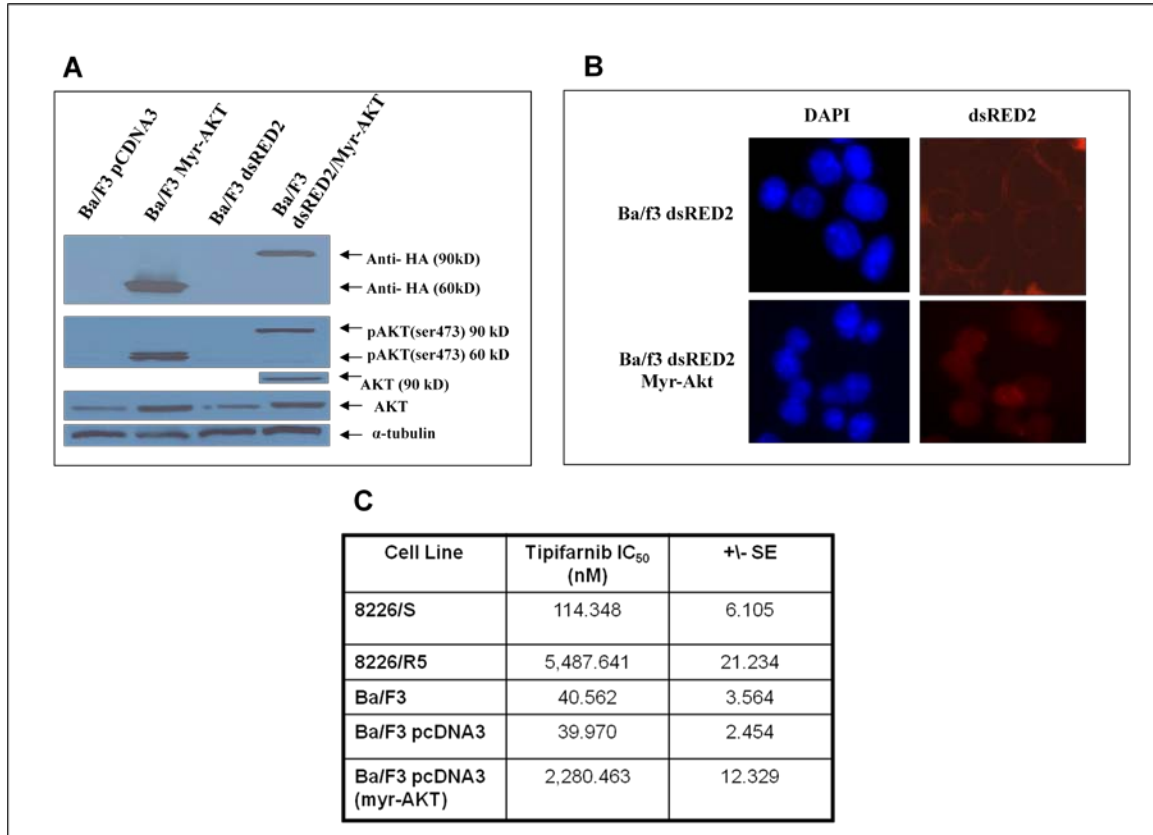 A
Ba/F3 pCDNA3
Ba/F3 Myr-AKT
Ba/F3 dsRED2
Ba/F3
dsRED2/Myr-AKT
Anti- HA (90kD)
Anti- HA (60kD)
pAKT(ser473) 90 kD
pAKT(ser473) 60 kD
AKT (90 kD)
AKT
α-tubulin
B
DAPI dsRED2
Ba/f3 dsRED2
Ba/f3 dsRED2
Myr-Akt
C
Cell Line Tipifarnib IC50 +\- SE
(nM)
8226/S 114.348 6.105
8226/R5 5,487.641 21.234
Ba/F3 40.562 3.564
Ba/F3 pcDNA3 39.970 2.454
Ba/F3 pcDNA3 2,280.463 12.329
(myr-AKT)